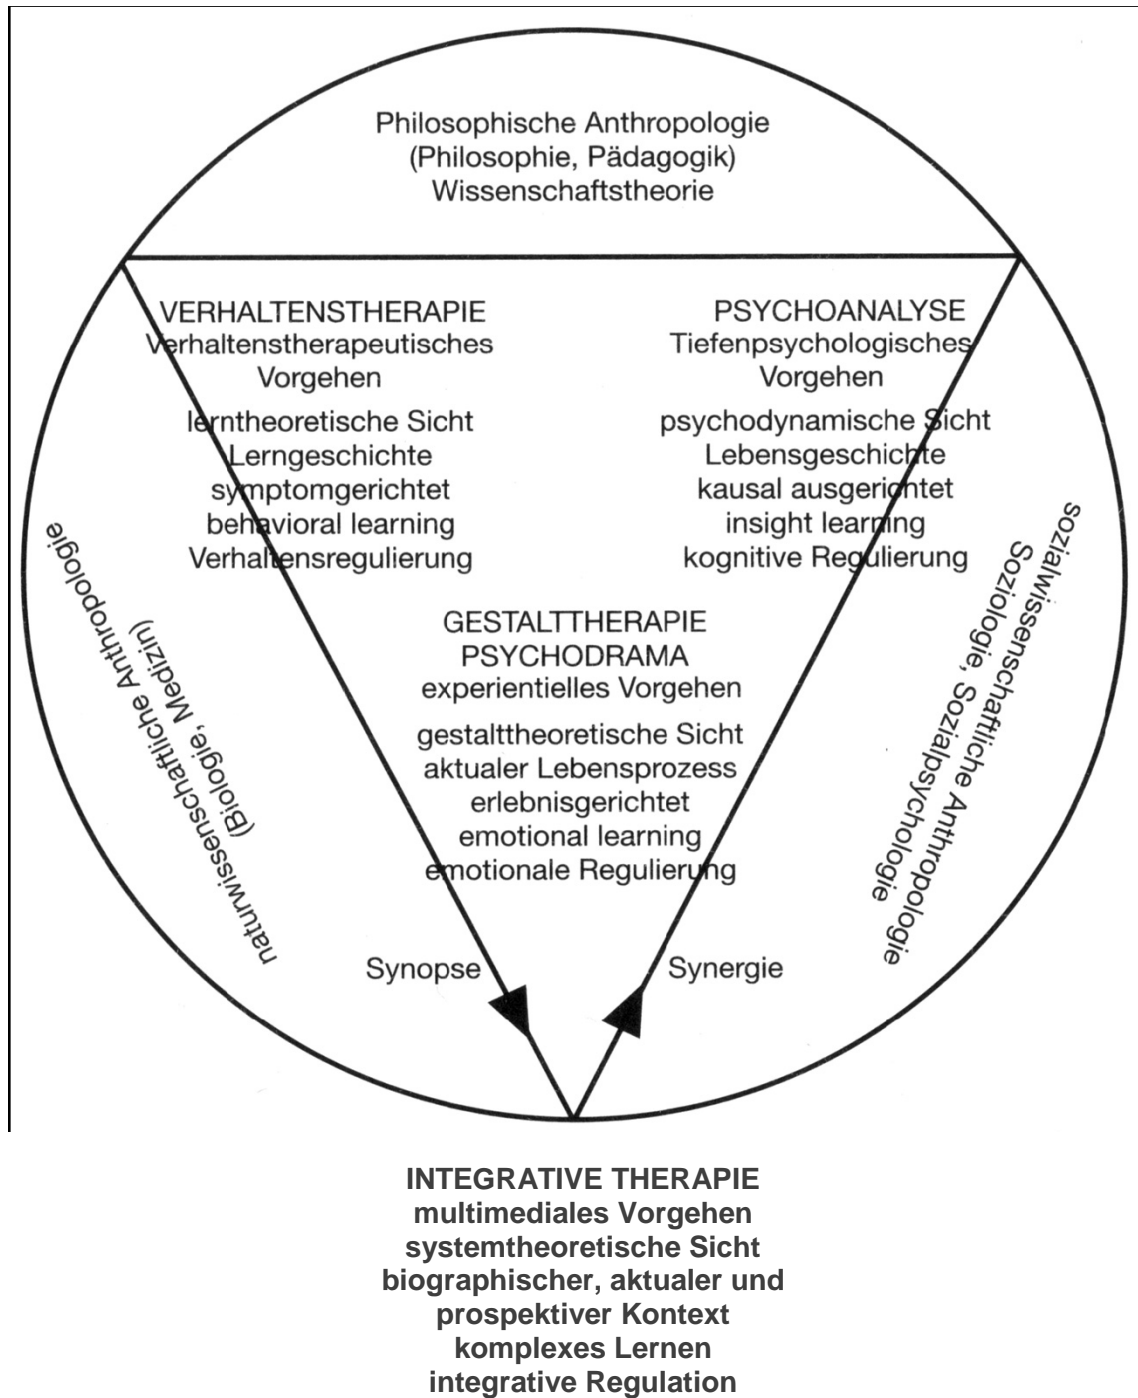 Philosophische Anthropologie
(Philosophie, Pädagogik)
Wissenschaftstheorie
VERHALTENSTHERAPIE
Verhaltenstherapeutisches
Vorgehen
lerntheoretische Sicht
Lerngeschichte
symptomgerichtet
behavioral learning
Verhaltensregulierung
PSYCHOANALYSE
Tiefenpsychologisches
Vorgehen
psychodynamische Sicht
Lebensgeschichte
kausal ausgerichtet
insight learning
kognitive Regulierung
GESTALTTHERAPIE
PSYCHODRAMA
experientielles Vorgehen
gestalttheoretische Sicht
aktualer Lebensprozess
erlebnisgerichtet
emotional learning
emotionale Regulierung
naturwissenschaftliche Anthropologie
(Biologie, Medizin)
sozialwissenschaftliche Anthropologie
Soziologie, Sozialpsychologie
Synopse
Synergie
INTEGRATIVE THERAPIE
multimediales Vorgehen
systemtheoretische Sicht
biographischer, aktualer und
prospektiver Kontext
komplexes Lernen
integrative Regulation